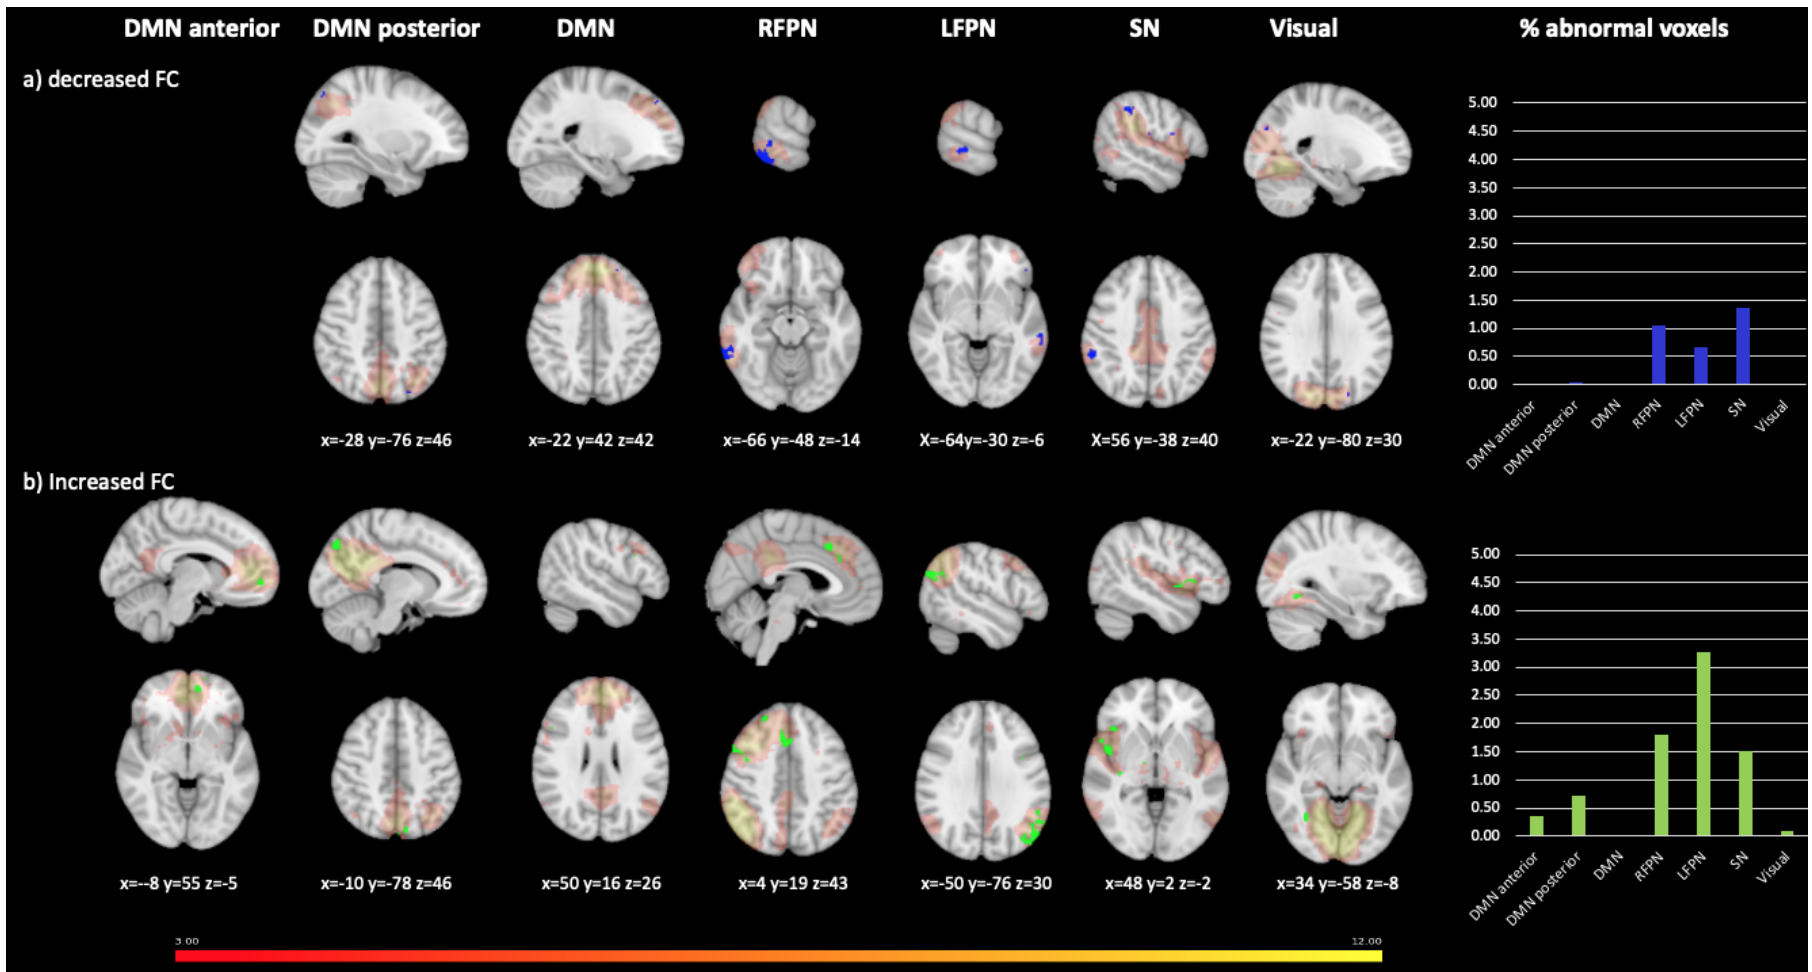 DMN anterior DMN posterior DMN RFPN LFPN SN Visual % abnormal voxels
a) decreased FC
5.00
4.50
4.00
3.50
3.00
2.50
2.00
1.50
1.00
0.50
0.00
DMN anterior
DMN posterior
DMN
RFPN
LFPN
SN
Visual
x=-28 y=-76 z=46 x=-22 y=42 z=42 x=-66 y=-48 z=-14 X=-64y=-30 z=-6 X=56 y=-38 z=40 x=-22 y=-80 z=30
b) Increased FC
5.00
4.50
4.00
3.50
3.00
2.50
2.00
1.50
1.00
0.50
0.00
DMN anterior
DMN posterior
DMN
RFPN
LFPN
SN
Visual
x=--8 y=55 z=-5 x=-10 y=-78 z=46 x=50 y=16 z=26 x=4 y=19 z=43 x=-50 y=-76 z=30 x=48 y=2 z=-2 x=34 y=-58 z=-8
3.00 12.00